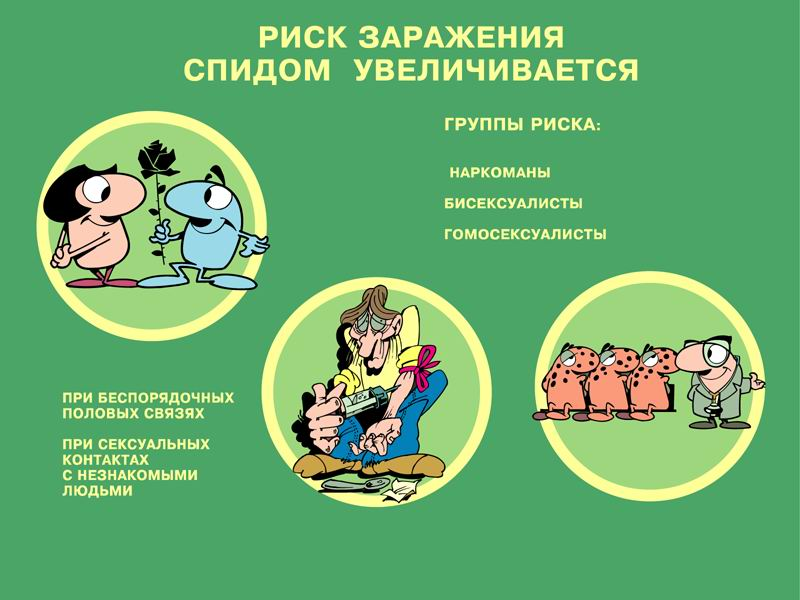 РИСК ЗАРАЖЕНИЯ
СПИДОМ УВЕЛИЧИВАЕТСЯ
ГРУППЫ РИСКА:
НАРКОМАНЫ
БИСЕКСУАЛИСТЫ
ГОМОСЕКСУАЛИСТЫ
ПРИ БЕСПОРЯДОЧНЫХ
ПОЛОВЫХ СВЯЗЯХ
ПРИ СЕКСУАЛЬНЫХ
КОНТАКТАХ
С НЕЗНАКОМЫМИ
ЛЮДЬМИ